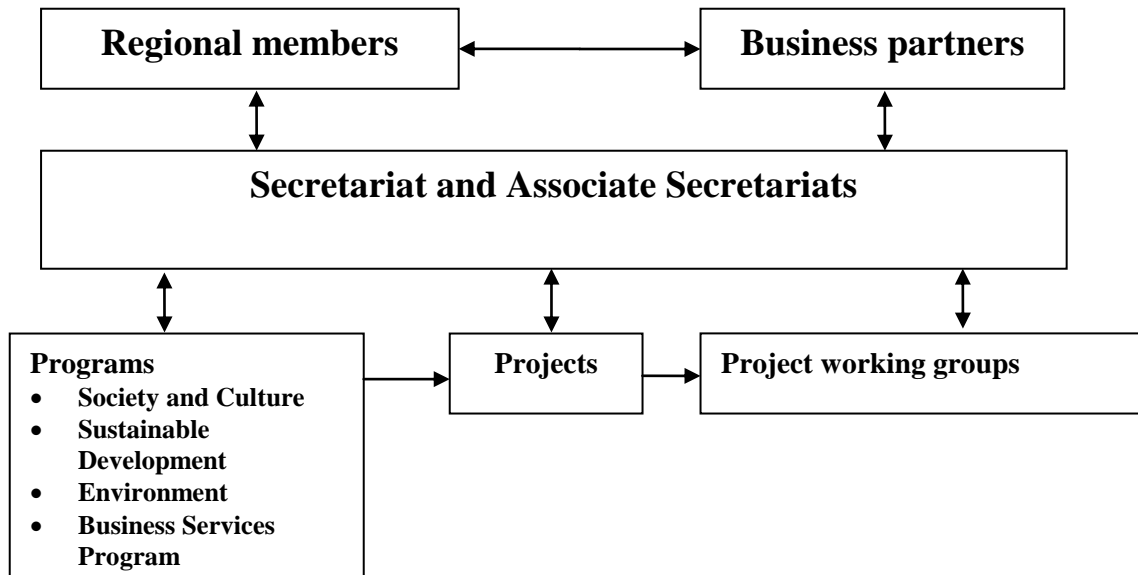 Regional members
Business partners
Secretariat and Associate Secretariats
Programs
• Society and Culture
• Sustainable
Development
• Environment
• Business Services
Program
Projects
Project working groups